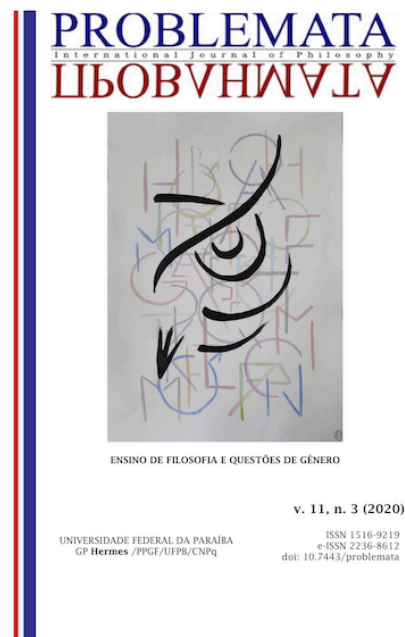 PROBLEMATA
International Journal of Philosophy
ΠΡΟΒΛΗΜΑΤΑ
ENSINO DE FILOSOFIA E QUESTÕES DE GÊNERO
v. 11, n. 3 (2020)
UNIVERSIDADE FEDERAL DA PARAÍBA
GP Hermes /PPGF/UFPB/CNPq
ISSN 1516-9219
e-ISSN 2236-8612
doi: 10.7443/problemata